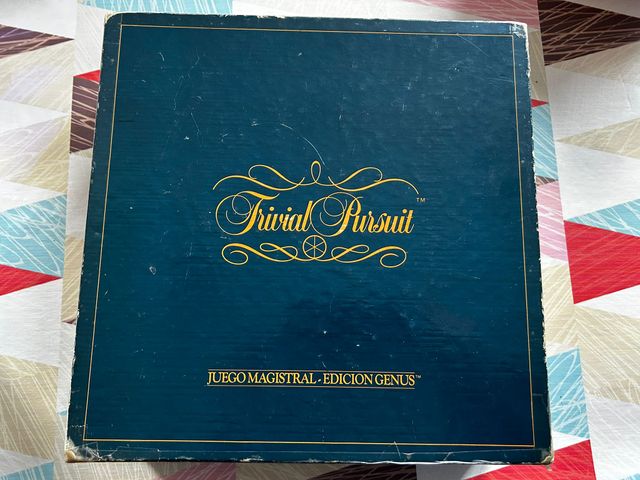 Trivial Pursuit™
JUEGO MAGISTRAL-EDICION GENUS™